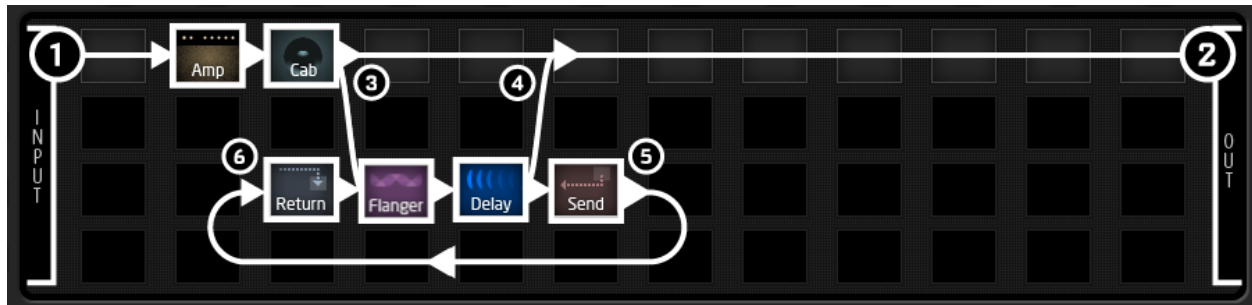 1
Amp
Cab
3
4
2
INPUT
OUT
6
5
Return
Flanger
Delay
Send